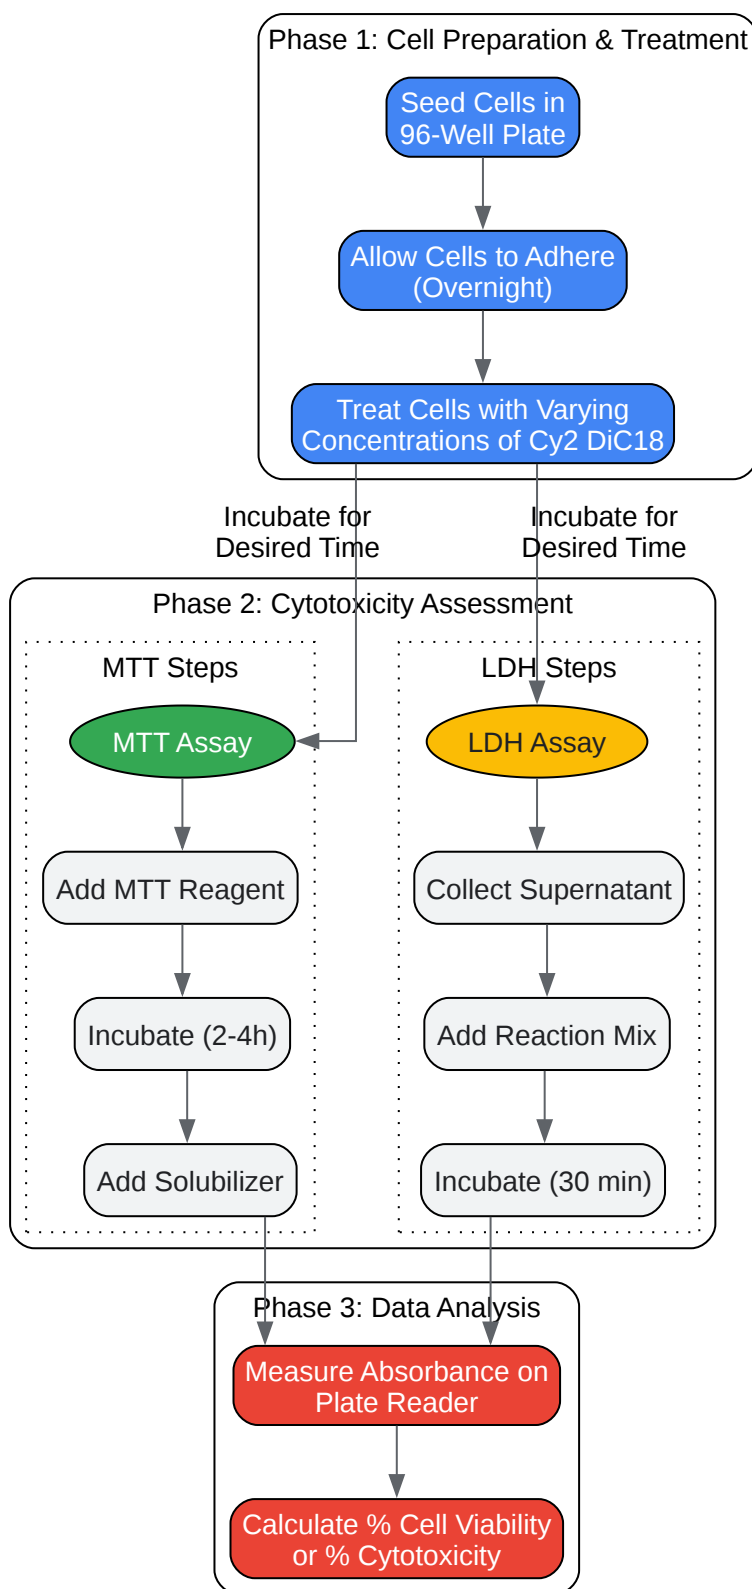 Phase 1: Cell Preparation & Treatment
Seed Cells in
96-Well Plate
Allow Cells to Adhere
(Overnight)
Treat Cells with Varying
Concentrations of Cy2 DiC18
Incubate for
Desired Time
Incubate for
Desired Time
Phase 2: Cytotoxicity Assessment
MTT Steps
MTT Assay
Add MTT Reagent
Incubate (2-4h)
Add Solubilizer
LDH Steps
LDH Assay
Collect Supernatant
Add Reaction Mix
Incubate (30 min)
Phase 3: Data Analysis
Measure Absorbance on
Plate Reader
Calculate % Cell Viability
or % Cytotoxicity